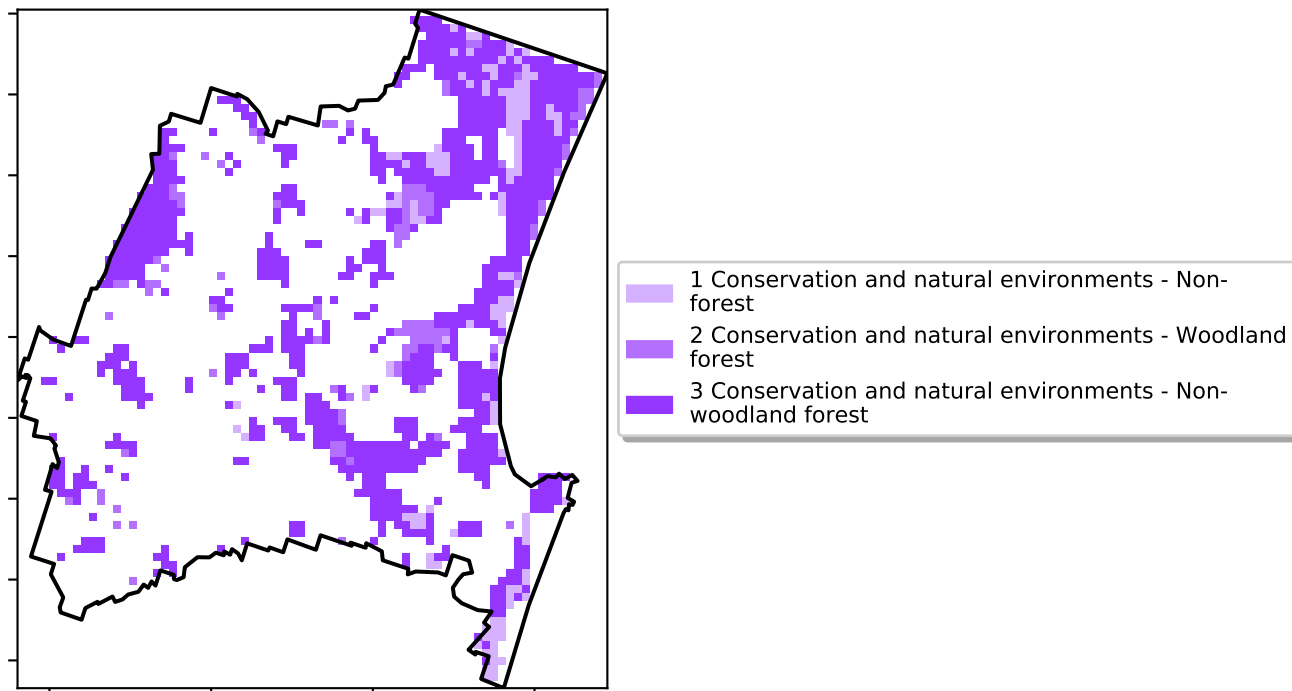 1 Conservation and natural environments - Non-
forest
2 Conservation and natural environments - Woodland
forest
3 Conservation and natural environments - Non-
woodland forest